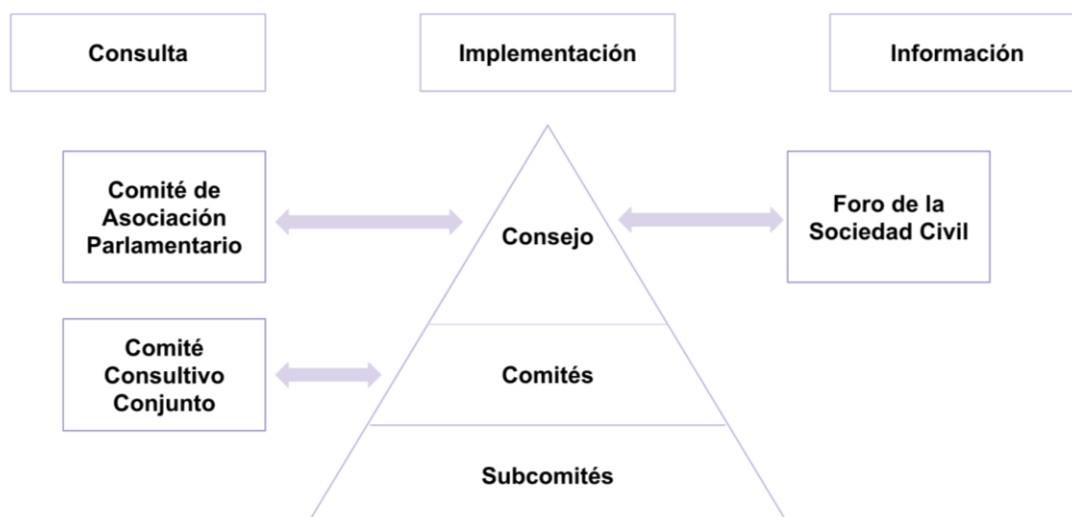 Consulta
Implementación
Información
Comité de
Asociación
Parlamentario
Consejo
Foro de la
Sociedad Civil
Comité
Consultivo
Conjunto
Comités
Subcomités